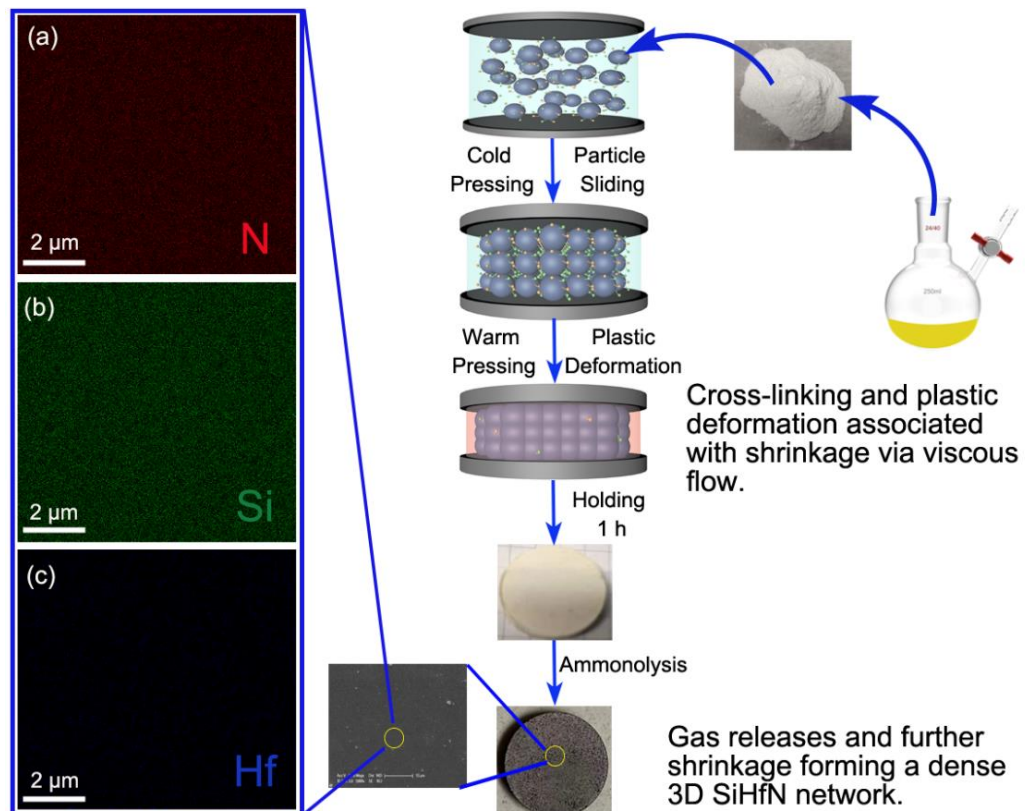 (a)
N
2 µm
(b)
Si
2 µm
(c)
Hf
2 µm
Cold Particle
Pressing Sliding
Warm Plastic
Pressing Deformation
Holding
1 h
Ammonolysis
24/40
250ml
Cross-linking and plastic
deformation associated
with shrinkage via viscous
flow.
Gas releases and further
shrinkage forming a dense
3D SiHfN network.